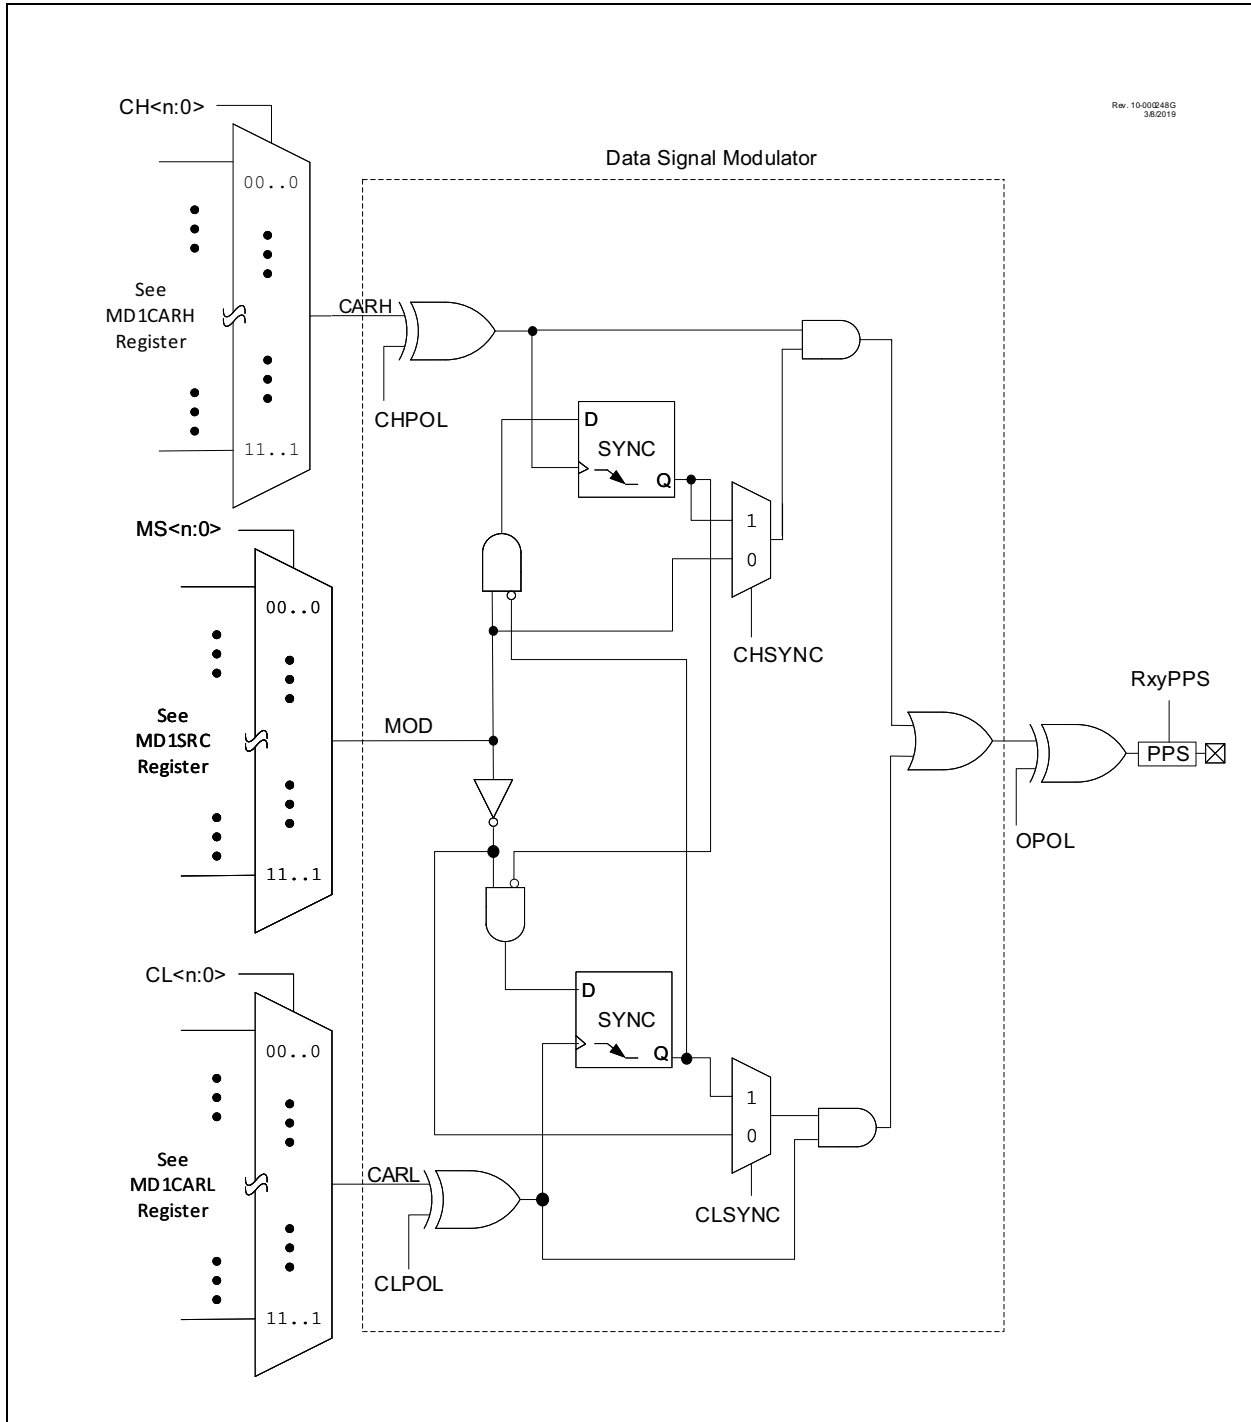 CH<n:0>
Rev. 10-000248G
3/8/2019
Data Signal Modulator
00..0
See
MD1CARH
Register
CARH
CHPOL
D
SYNC
Q
11..1
1
0
CHSYNC
MS<n:0>
00..0
See
MD1SRC
Register
MOD
11..1
RxyPPS
PPS
OPOL
CL<n:0>
00..0
D
SYNC
Q
1
0
CLSYNC
See
MD1CARL
Register
CARL
CLPOL
11..1